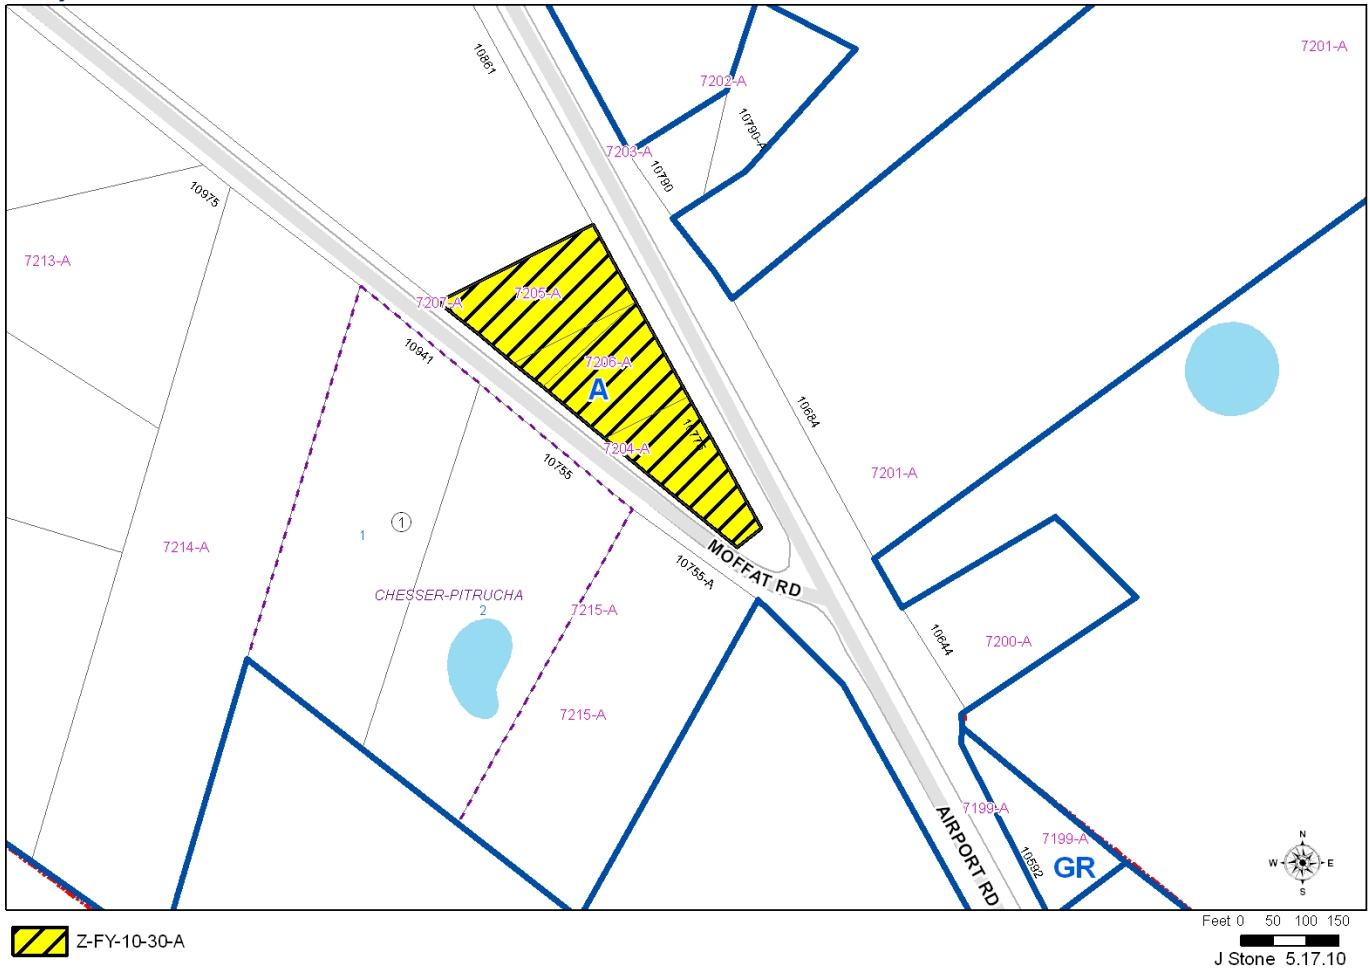 10861
7201-A
7202-A
10790-A
7203-A
10790
10975
7213-A
7205-A
7207-A
10941
7206-A
A
10684
7204-A
10755
7201-A
1
1
7214-A
MOFFAT RD
10755-A
CHESSER-PITRUCHA
2
7215-A
10644
7200-A
7215-A
7199-A
AIRPORT RD
7199-A
10592
GR
N
W
E
S
Z-FY-10-30-A
Feet 0 50 100 150
J Stone 5.17.10